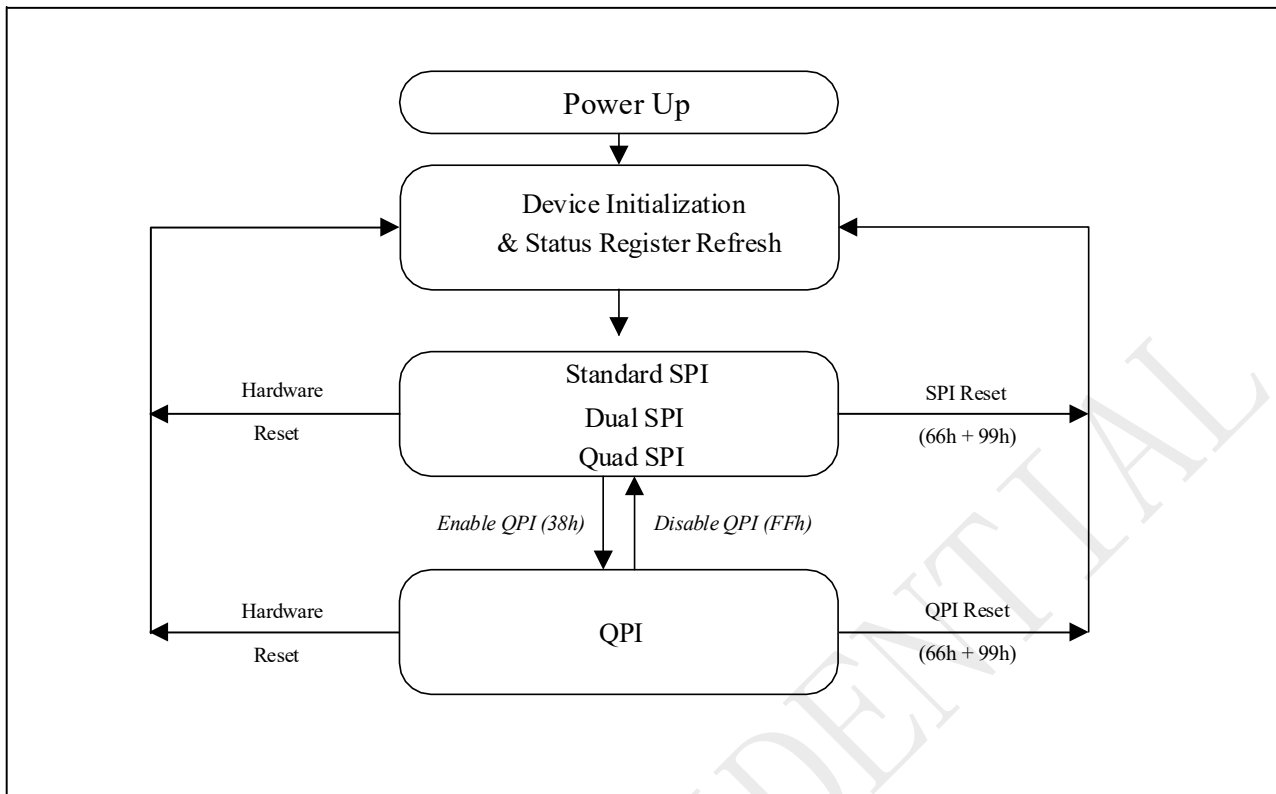 Power Up
Device Initialization
& Status Register Refresh
Standard SPI
Dual SPI
Quad SPI
Hardware
Reset
SPI Reset
(66h + 99h)
Enable QPI (38h)
Disable QPI (FFh)
QPI
Hardware
Reset
QPI Reset
(66h + 99h)
IDENTIAL